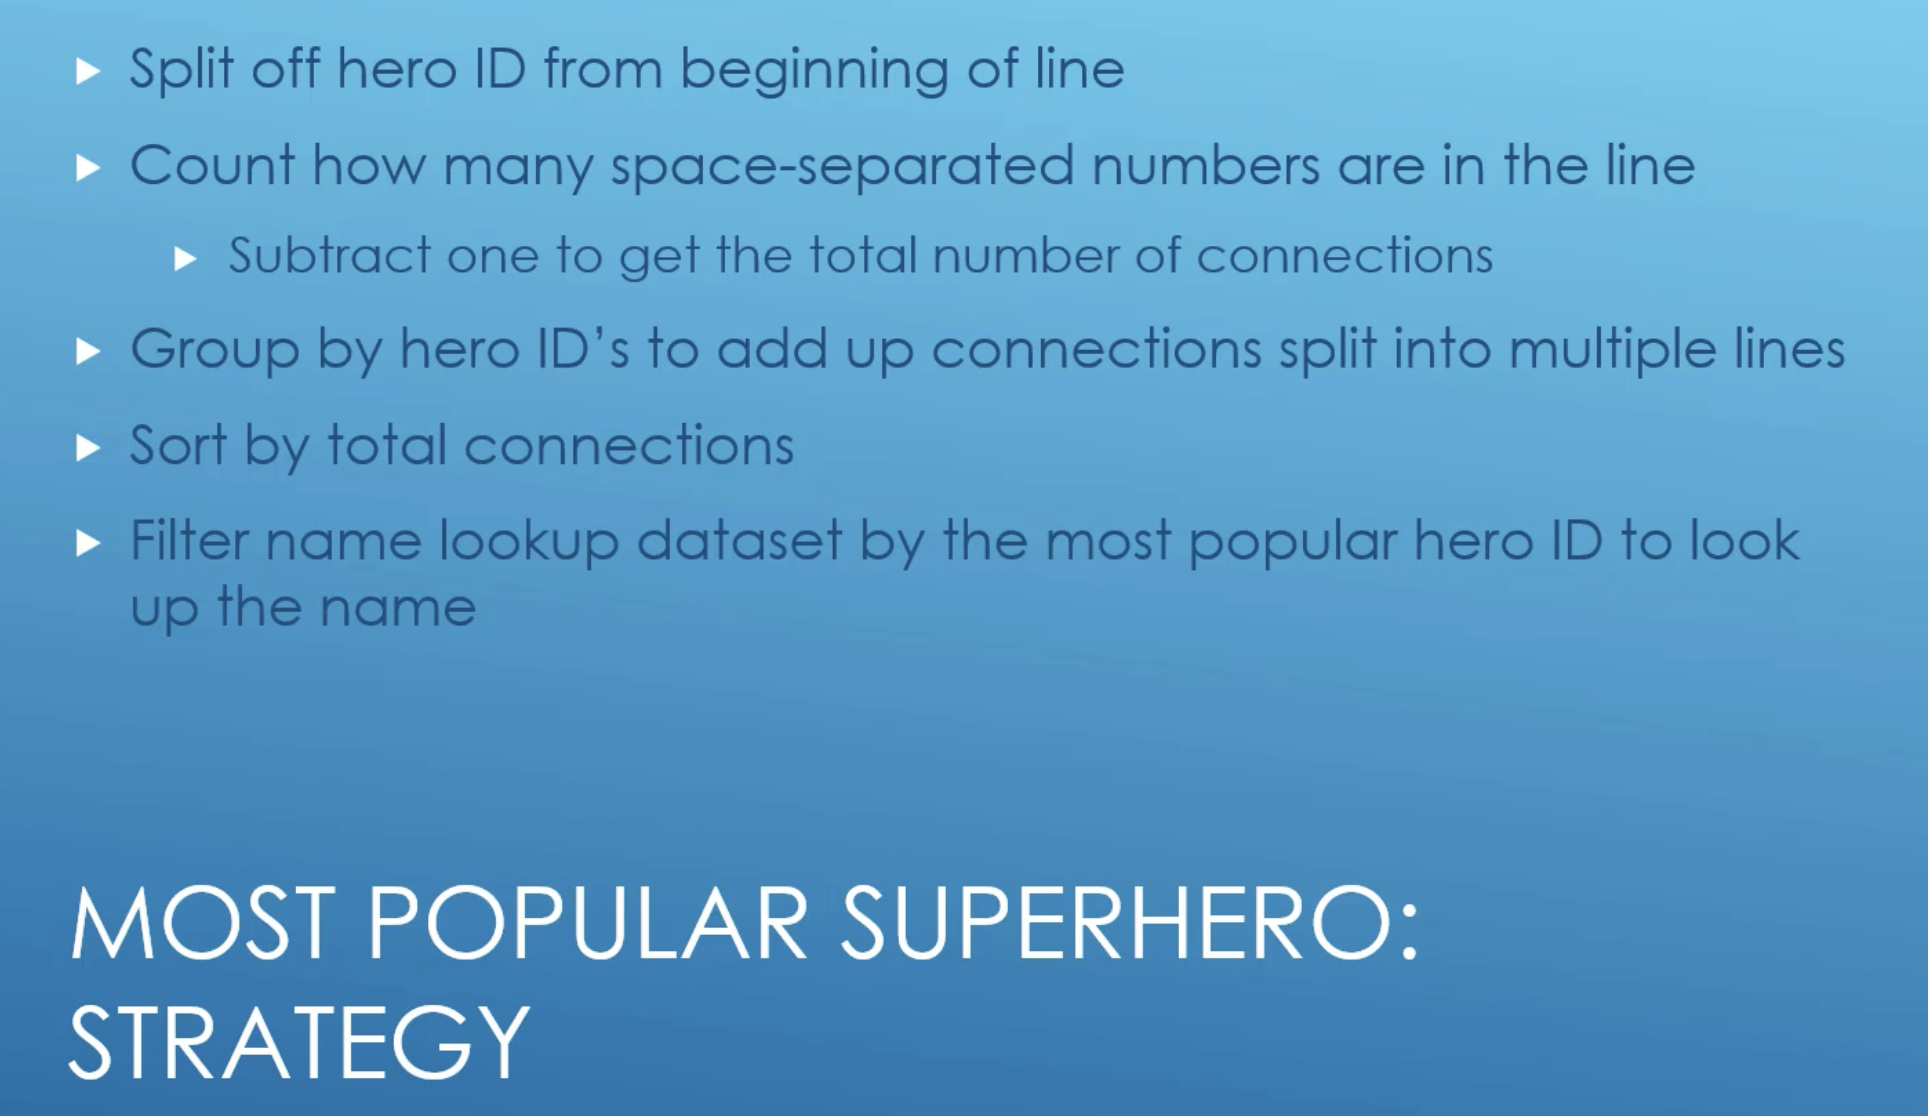 Split off hero ID from beginning of line
Count how many space-separated numbers are in the line
Subtract one to get the total number of connections
Group by hero ID’s to add up connections split into multiple lines
Sort by total connections
Filter name lookup dataset by the most popular hero ID to look
up the name
MOST POPULAR SUPERHERO:
STRATEGY